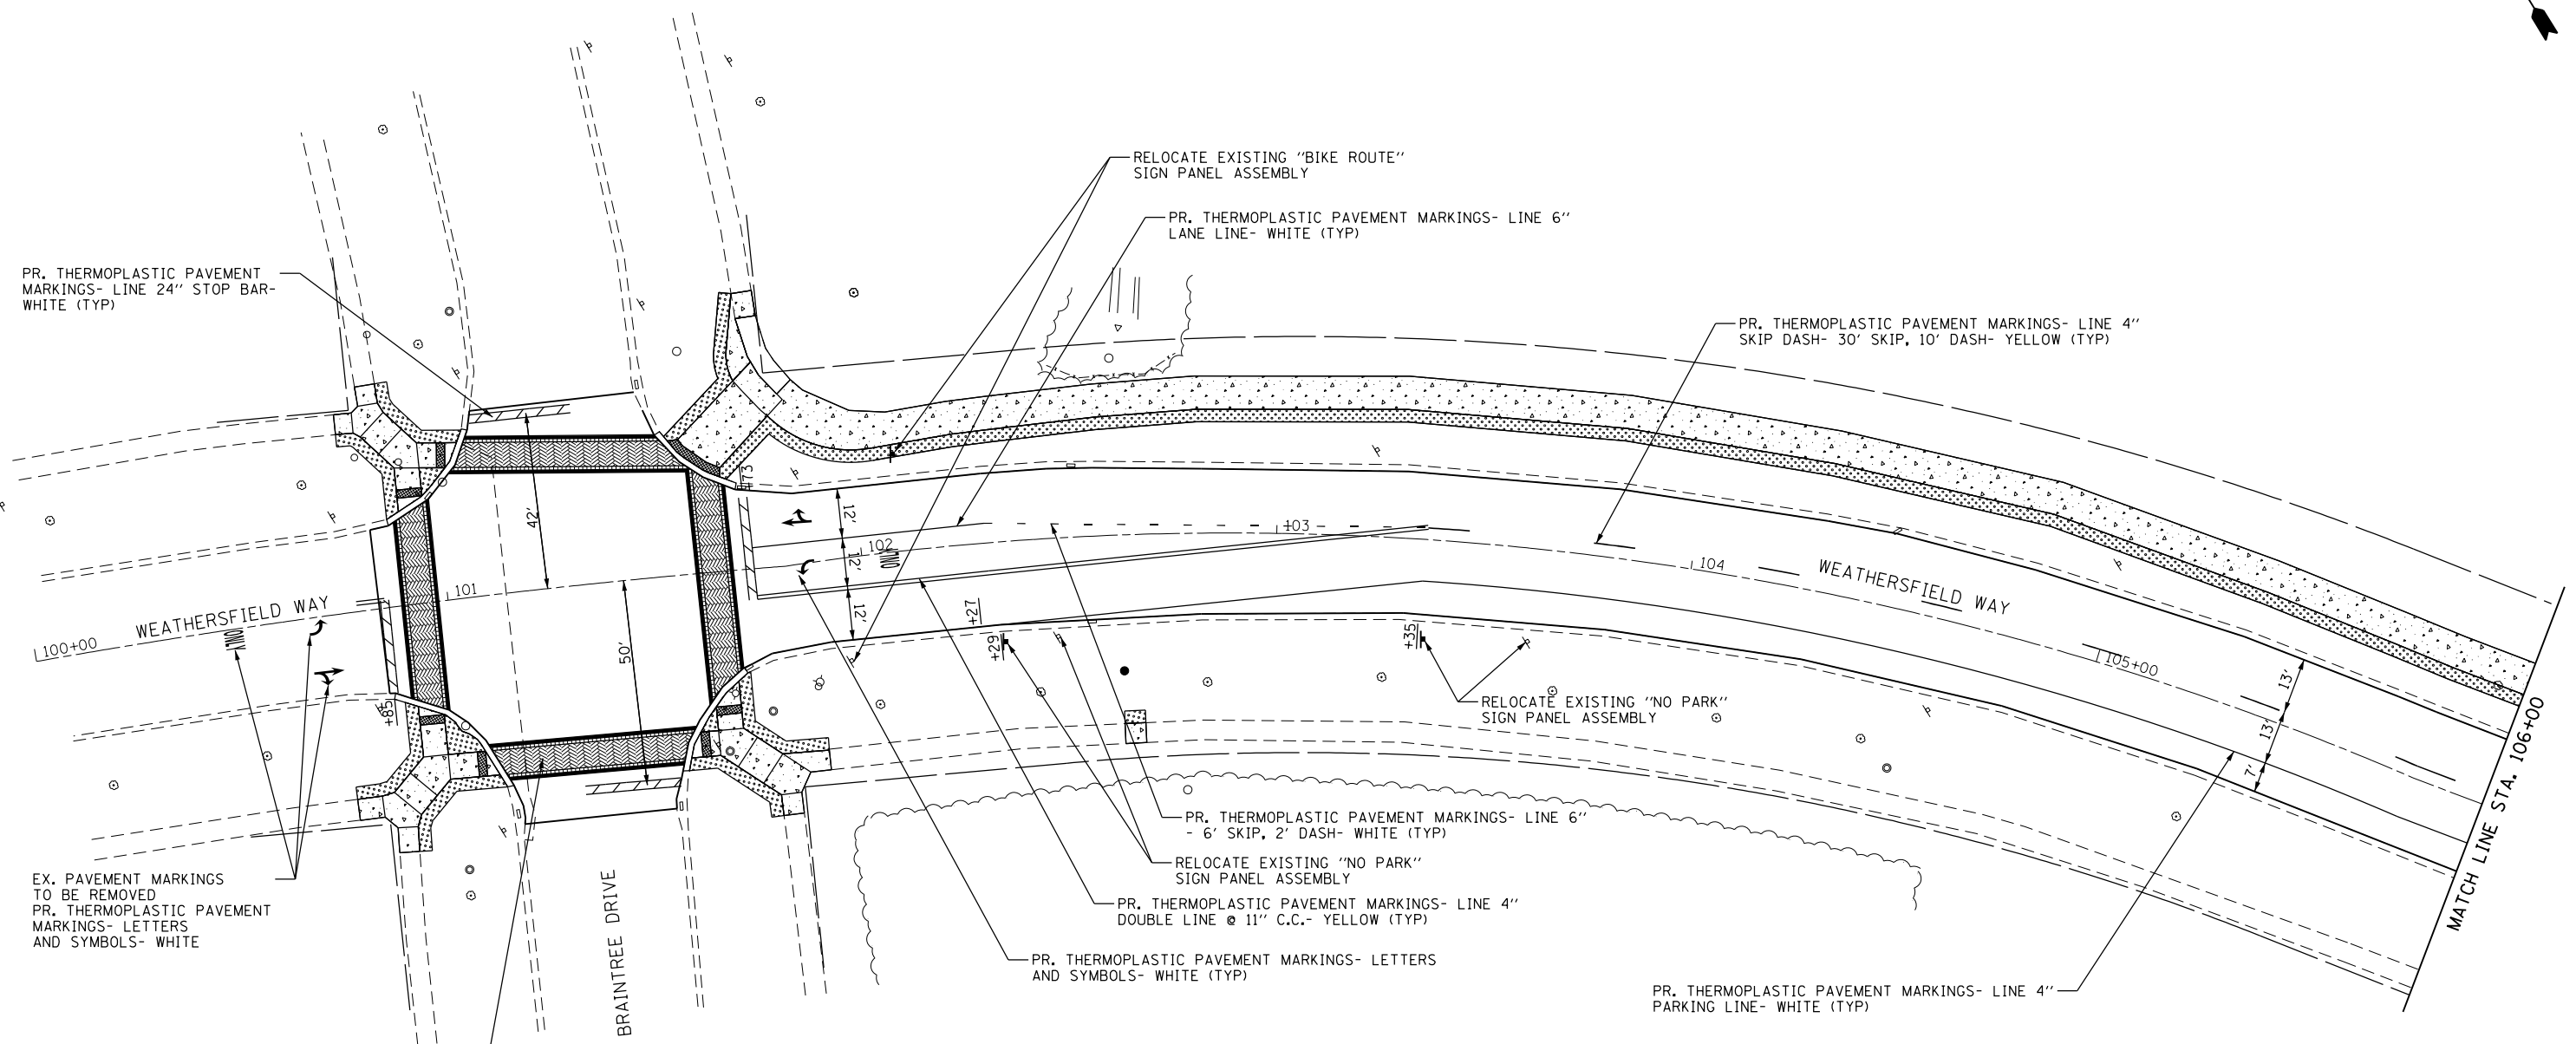 RELOCATE EXISTING "BIKE ROUTE"
SIGN PANEL ASSEMBLY
PR. THERMOPLASTIC PAVEMENT MARKINGS- LINE 6"
LANE LINE- WHITE (TYP)
PR. THERMOPLASTIC PAVEMENT
MARKINGS- LINE 24" STOP BAR-
WHITE (TYP)
PR. THERMOPLASTIC PAVEMENT MARKINGS- LINE 4"
SKIP DASH- 30' SKIP, 10' DASH- YELLOW (TYP)
+73
42'
12'
12'
12'
102
ONLY
+03
104
WEATHERSFIELD WAY
101
WEATHERSFIELD WAY
100+00
ONLY
50'
+27
+29
+35
105+00
+85
13'
13'
7'
RELOCATE EXISTING "NO PARK"
SIGN PANEL ASSEMBLY
MATCH LINE STA. 106+00
PR. THERMOPLASTIC PAVEMENT MARKINGS- LINE 6"
- 6' SKIP, 2' DASH- WHITE (TYP)
RELOCATE EXISTING "NO PARK"
SIGN PANEL ASSEMBLY
EX. PAVEMENT MARKINGS
TO BE REMOVED
PR. THERMOPLASTIC PAVEMENT
MARKINGS- LETTERS
AND SYMBOLS- WHITE
BRAINTREE DRIVE
PR. THERMOPLASTIC PAVEMENT MARKINGS- LINE 4"
DOUBLE LINE @ 11" C.C.- YELLOW (TYP)
PR. THERMOPLASTIC PAVEMENT MARKINGS- LETTERS
AND SYMBOLS- WHITE (TYP)
PR. THERMOPLASTIC PAVEMENT MARKINGS- LINE 4"
PARKING LINE- WHITE (TYP)